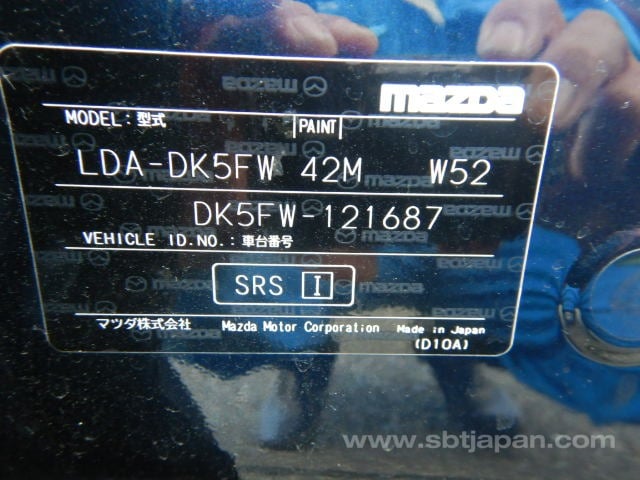 mazda
MODEL : 型式 PAINT
LDA-DK5FW 42M W52
DK5FW-121687
VEHICLE ID.NO. : 車台番号
SRS I
マツダ株式会社 Mazda Motor Corporation Made in Japan
(D10A)
www.sbtjapan.com